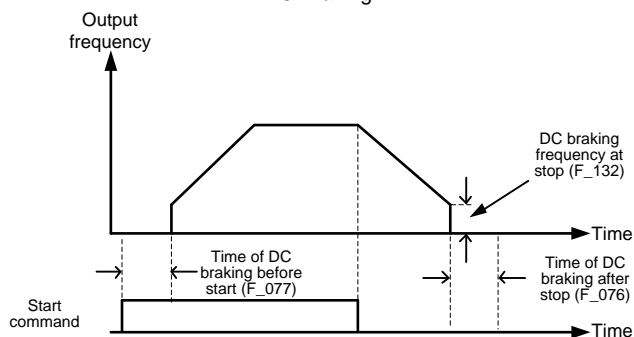 Output
frequency
DC braking
frequency at
stop (F_132)
Time
Time of DC
braking before
start (F_077)
Time of DC
braking after
stop (F_076)
Start
command
Time